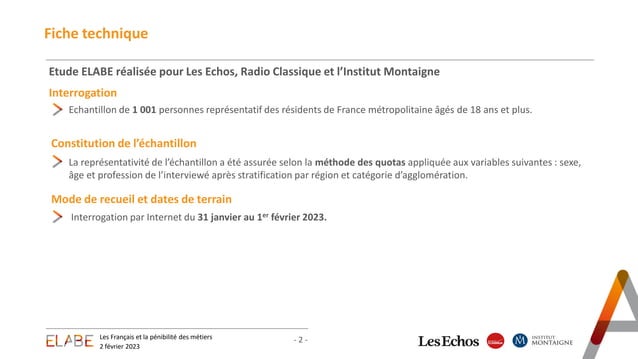 Fiche technique
Etude ELABE réalisée pour Les Echos, Radio Classique et l’Institut Montaigne
Interrogation
Echantillon de 1 001 personnes représentatif des résidents de France métropolitaine âgés de 18 ans et plus.
Constitution de l’échantillon
La représentativité de l’échantillon a été assurée selon la méthode des quotas appliquée aux variables suivantes : sexe,
âge et profession de l’interviewé après stratification par région et catégorie d’agglomération.
Mode de recueil et dates de terrain
Interrogation par Internet du 31 janvier au 1er février 2023.
ELABE
Les Français et la pénibilité des métiers
2 février 2023
- 2 -
Les Echos
M
INSTITUT
MONTAIGNE